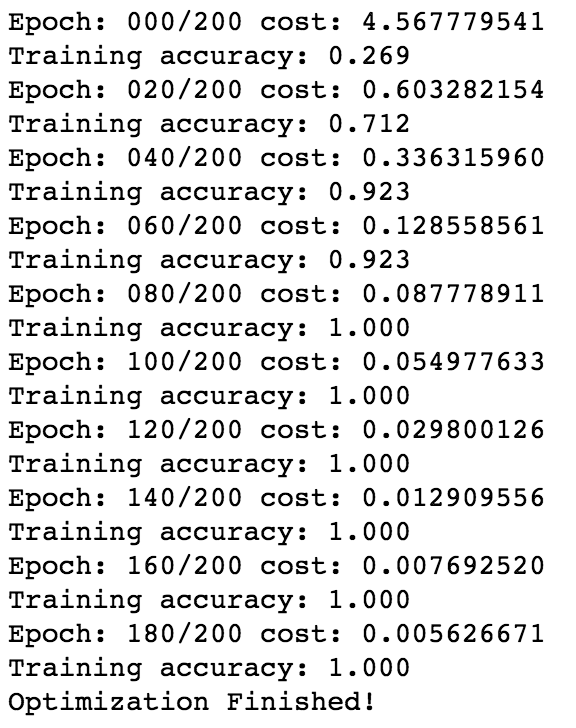 Epoch: 000/200 cost: 4.567779541
Training accuracy: 0.269
Epoch: 020/200 cost: 0.603282154
Training accuracy: 0.712
Epoch: 040/200 cost: 0.336315960
Training accuracy: 0.923
Epoch: 060/200 cost: 0.128558561
Training accuracy: 0.923
Epoch: 080/200 cost: 0.087778911
Training accuracy: 1.000
Epoch: 100/200 cost: 0.054977633
Training accuracy: 1.000
Epoch: 120/200 cost: 0.029800126
Training accuracy: 1.000
Epoch: 140/200 cost: 0.012909556
Training accuracy: 1.000
Epoch: 160/200 cost: 0.007692520
Training accuracy: 1.000
Epoch: 180/200 cost: 0.005626671
Training accuracy: 1.000
Optimization Finished!